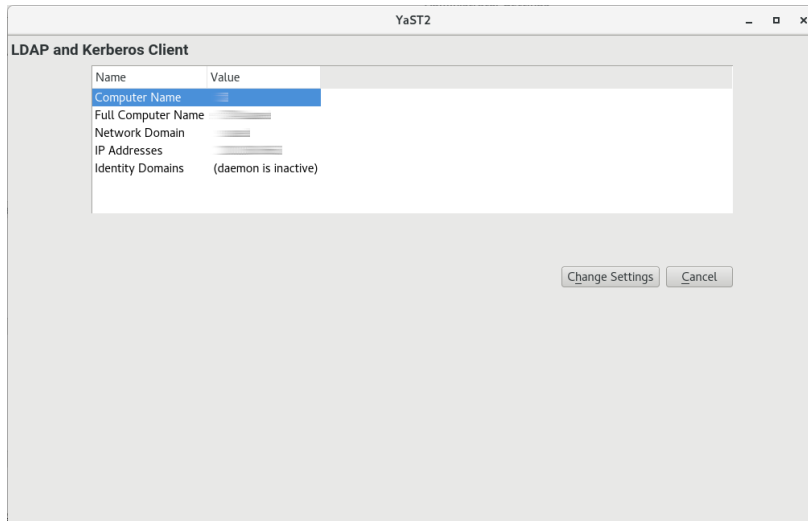 YaST2
LDAP and Kerberos Client
Name Value
Computer Name
Full Computer Name
Network Domain
IP Addresses
Identity Domains (daemon is inactive)
Change Settings Cancel